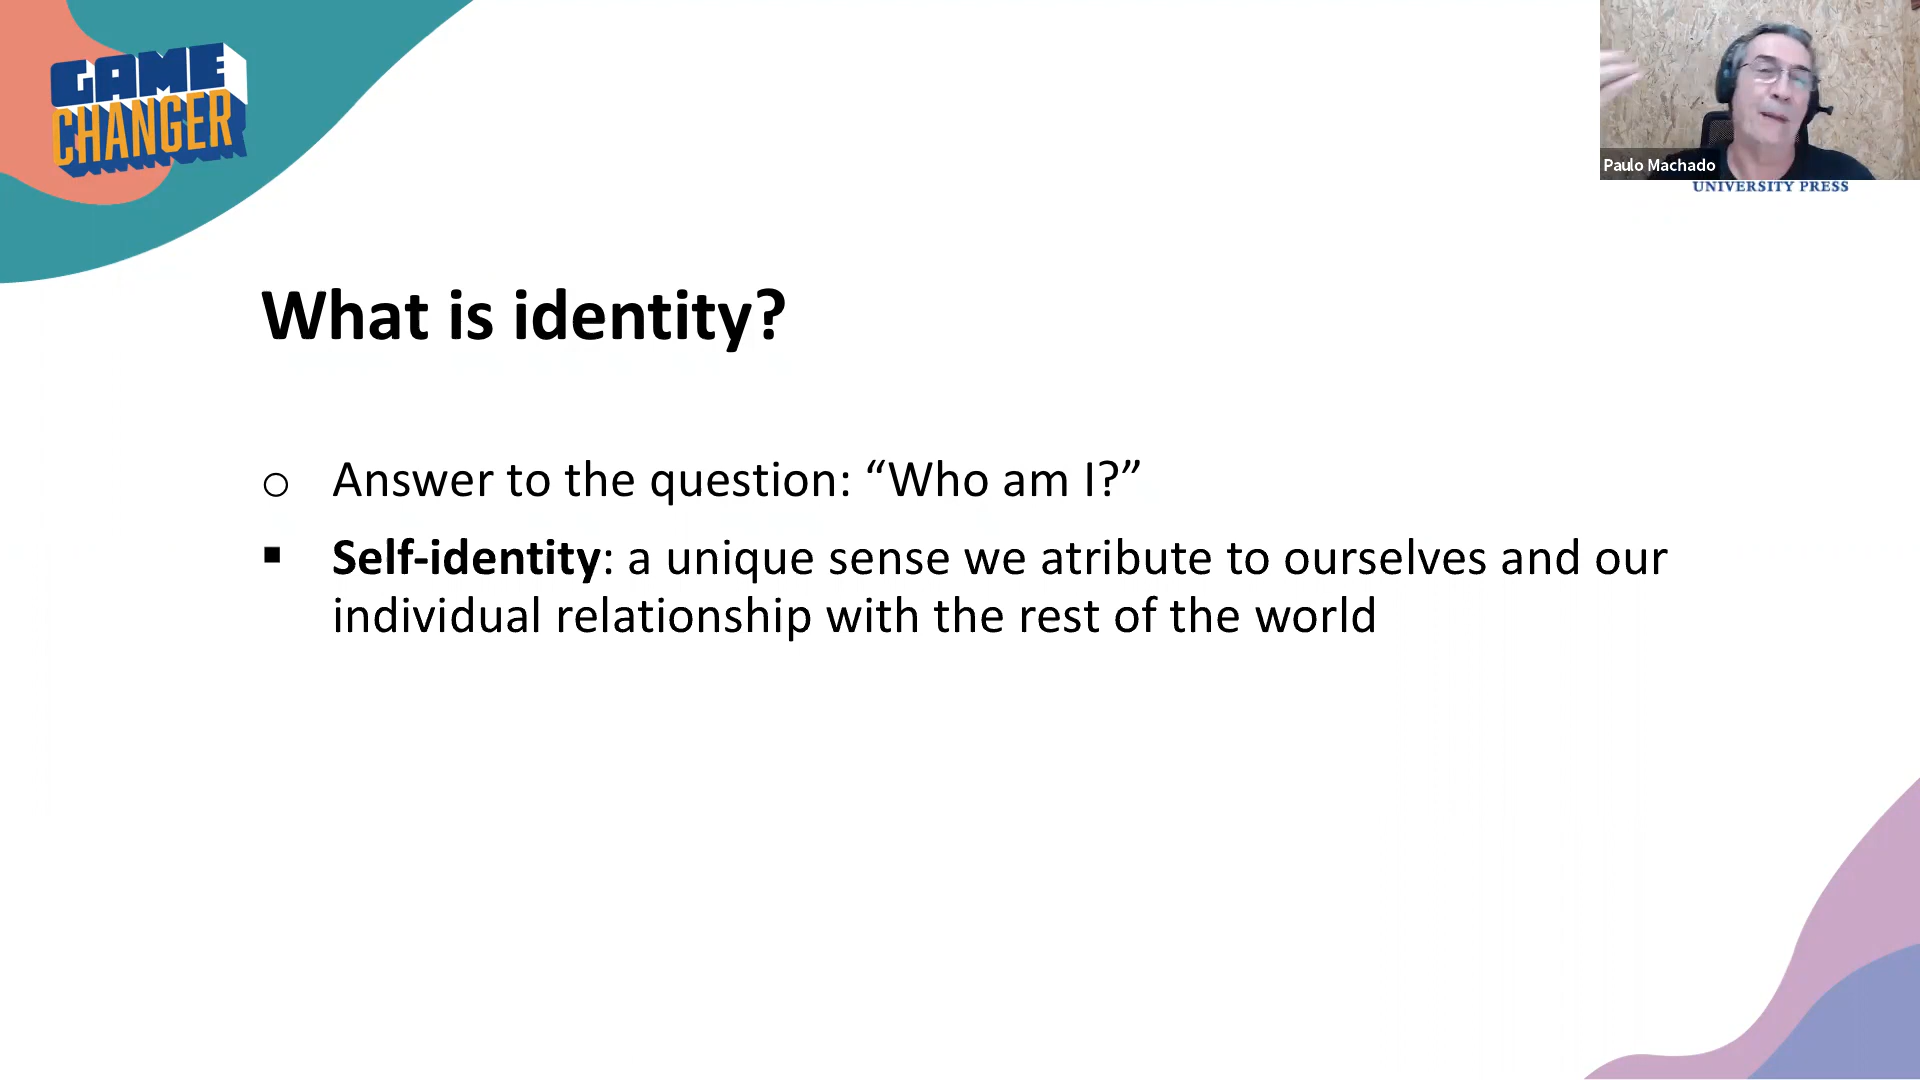 GAME
CHANGER
Paulo Machado
UNIVERSITY PRESS
What is identity?
Answer to the question: “Who am I?”
Self-identity: a unique sense we atribute to ourselves and our
individual relationship with the rest of the world